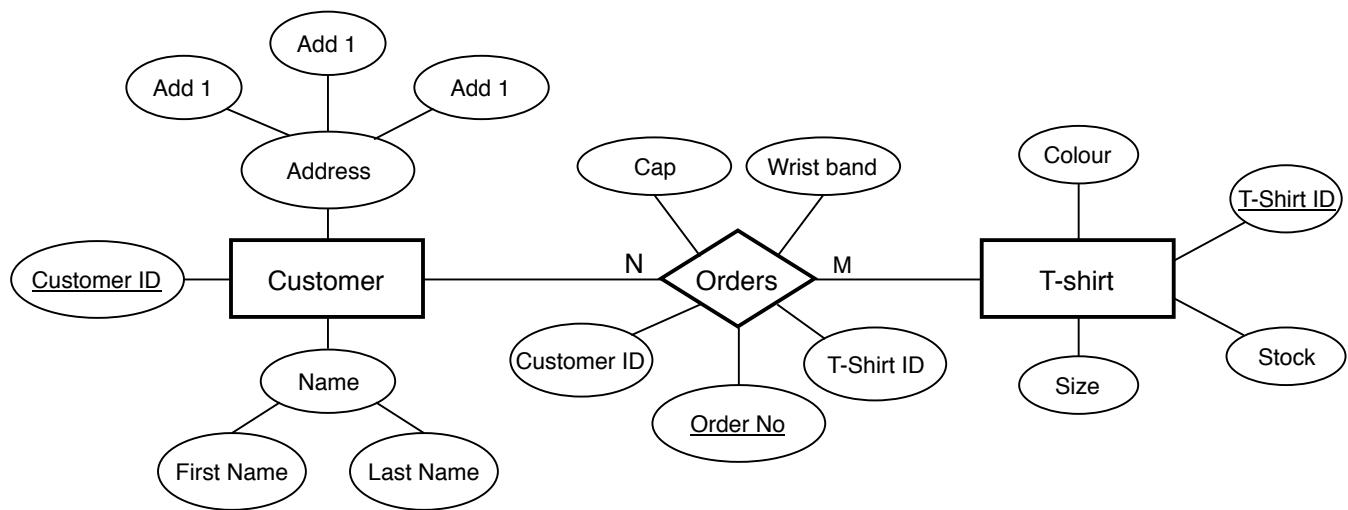 Add 1
Add 1
Add 1
Address
Cap
Wrist band
Colour
T-Shirt ID
Customer ID
Customer
N
Orders
M
T-shirt
Customer ID
T-Shirt ID
Stock
Name
Order No
Size
First Name
Last Name